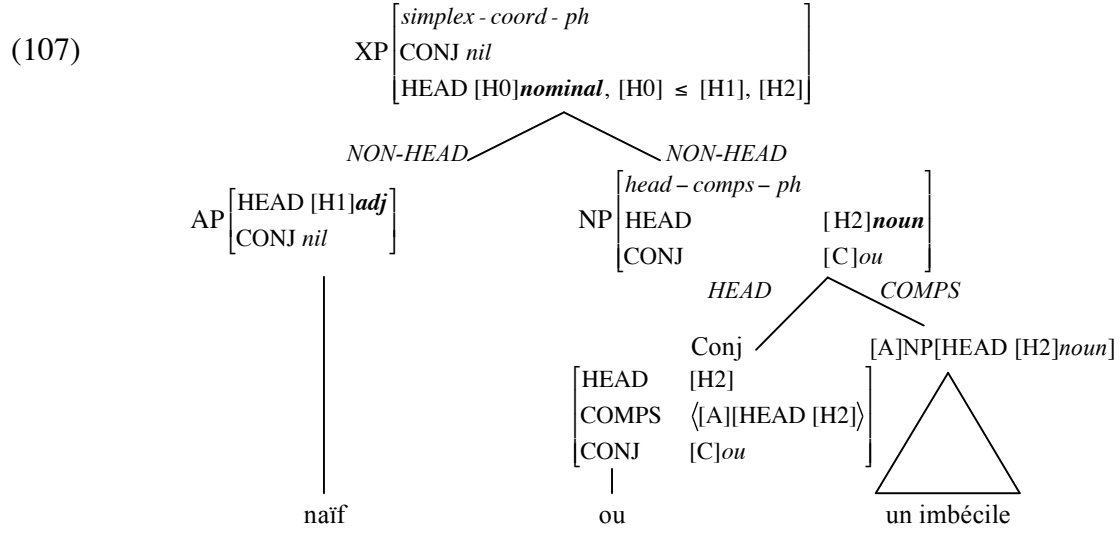 simplex - coord - ph
(107)
XP CONJ nil
HEAD [H0]nominal, [H0] ≤ [H1], [H2]
NON-HEAD NON-HEAD
head – comps – ph
AP HEAD [H1]adj NP HEAD [H2]noun
CONJ nil CONJ [C]ou
HEAD COMPS
Conj [A]NP[HEAD [H2]noun]
HEAD [H2]
COMPS ⟨[A][HEAD [H2]⟩
CONJ [C]ou
naïf ou un imbécile